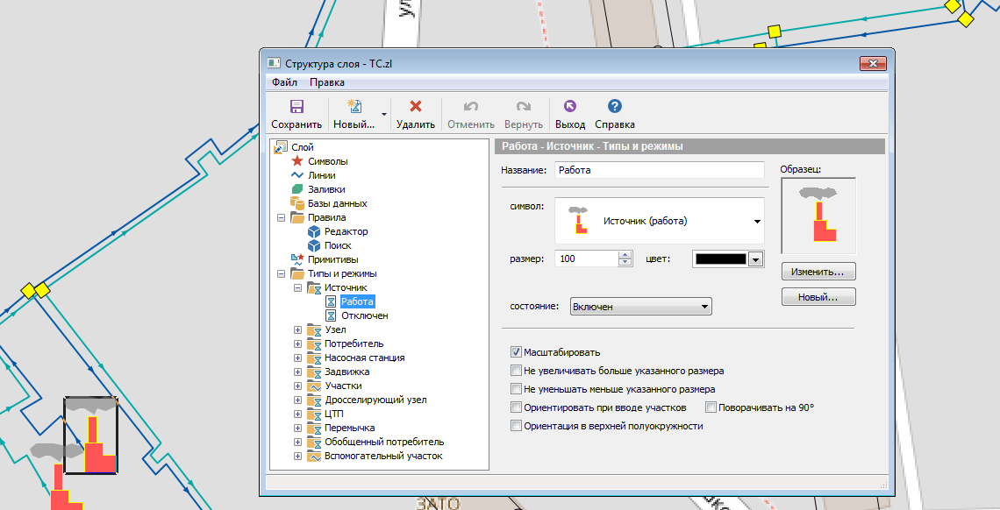 ул
Структура слоя - ТС.zl
Файл Правка
Сохранить Новый... Удалить Отменить Вернуть Выход Справка
Слой
Символы
Линии
Заливки
Базы данных
Правила
Редактор
Поиск
Примитивы
Типы и режимы
Источник
Работа
Отключен
Узел
Потребитель
Насосная станция
Задвижка
Участки
Дросселирующий узел
ЦТП
Перемычка
Обобщенный потребитель
Вспомогательный участок
Работа - Источник - Типы и режимы
Название: Работа
Образец:
символ: Источник (работа)
размер: 100 цвет:
Изменить...
Новый...
состояние: Включен
Масштабировать
Не увеличивать больше указанного размера
Не уменьшать меньше указанного размера
Ориентировать при вводе участков Поворачивать на 90°
Ориентация в верхней полуокружности
ЗАТО